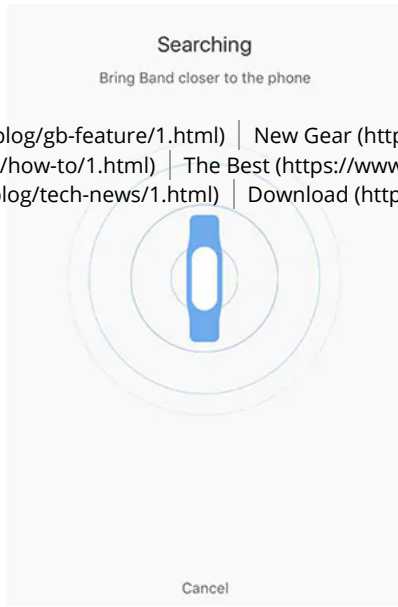 Searching
Bring Band closer to the phone
blog/gb-feature/1.html) | New Gear (http
/how-to/1.html) | The Best (https://www
blog/tech-news/1.html) | Download (http
Cancel